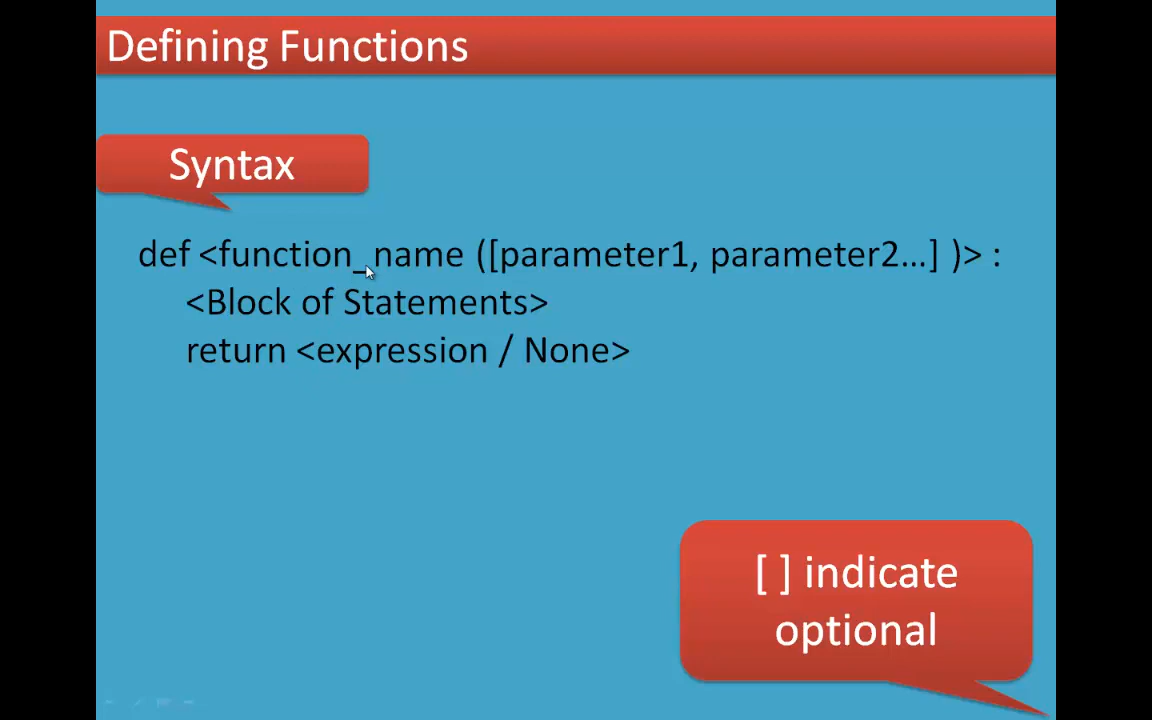 Defining Functions
Syntax
def <function_name ([parameter1, parameter2...] )> :
<Block of Statements>
return <expression / None>
[ ] indicate
optional